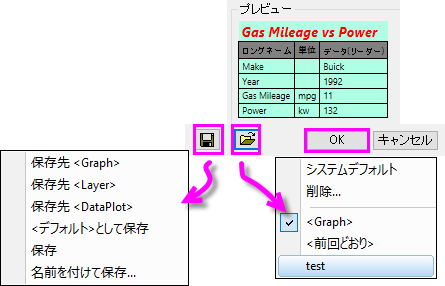 プレビュー
Gas Mileage vs Power
ロングネーム 単位 データ(リーダー)
Make Buick
Year 1992
Gas Mileage mpg 11
Power kw 132
OK キャンセル
保存先 <Graph>
保存先 <Layer>
保存先 <DataPlot>
<デフォルト>として保存
保存
名前を付けて保存...
システムデフォルト
削除...
<Graph>
<前回どおり>
test